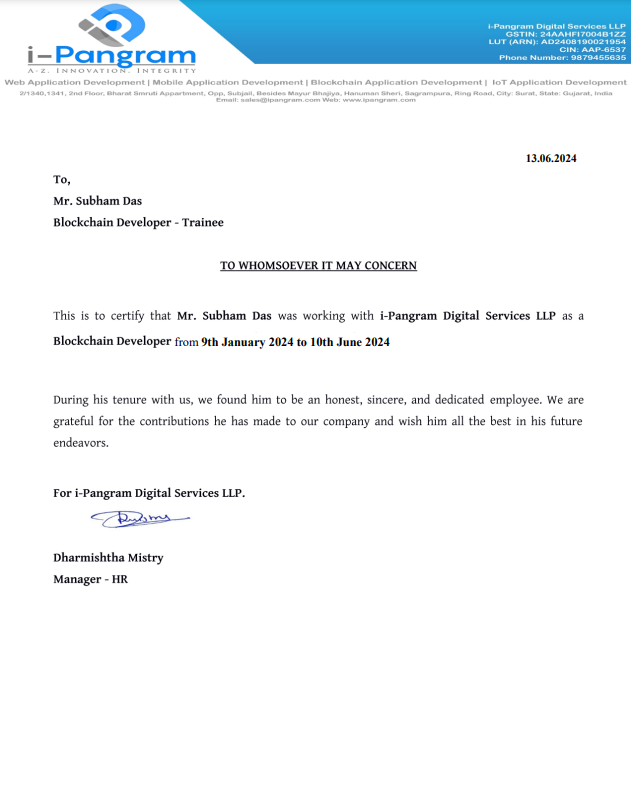 i-Pangram
A-Z. INNOVATION. INTEGRITY
i-Pangram Digital Services LLP
GSTIN: 24AAHFI7004B1ZZ
LUT (ARN): AD2408190021954
CIN: AAP-6537
Phone Number: 9879455635
Web Application Development | Mobile Application Development | Blockchain Application Development | IoT Application Development
2/1340,1341, 2nd Floor, Bharat Smruti Appartment, Opp, Subjail, Besides Mayur Bhajiya, Hanuman Sheri, Sagrampura, Ring Road, City: Surat, State: Gujarat, India
Email: sales@ipangram.com Web: www.ipangram.com
13.06.2024
To,
Mr. Subham Das
Blockchain Developer - Trainee
TO WHOMSOEVER IT MAY CONCERN
This is to certify that Mr. Subham Das was working with i-Pangram Digital Services LLP as a
Blockchain Developer from 9th January 2024 to 10th June 2024
During his tenure with us, we found him to be an honest, sincere, and dedicated employee. We are
grateful for the contributions he has made to our company and wish him all the best in his future
endeavors.
For i-Pangram Digital Services LLP.
Dharmishtha Mistry
Manager - HR